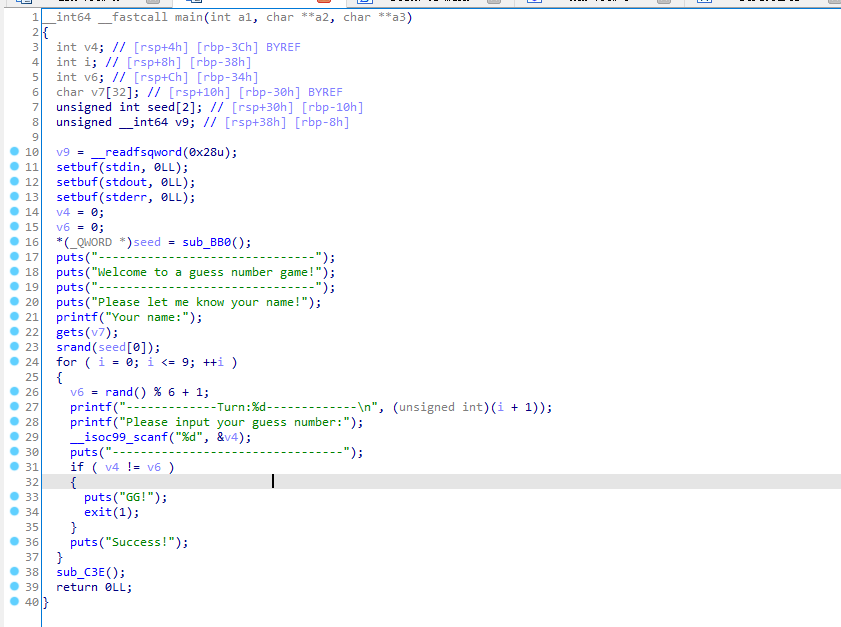 1 __int64 __fastcall main(int a1, char **a2, char **a3)
2 {
3 int v4; // [rsp+4h] [rbp-3Ch] BYREF
4 int i; // [rsp+8h] [rbp-38h]
5 int v6; // [rsp+Ch] [rbp-34h]
6 char v7[32]; // [rsp+10h] [rbp-30h] BYREF
7 unsigned int seed[2]; // [rsp+30h] [rbp-10h]
8 unsigned __int64 v9; // [rsp+38h] [rbp-8h]
9
10 v9 = __readfsqword(0x28u);
11 setbuf(stdin, 0LL);
12 setbuf(stdout, 0LL);
13 setbuf(stderr, 0LL);
14 v4 = 0;
15 v6 = 0;
16 *(_QWORD *)seed = sub_BB0();
17 puts("-------------------------------");
18 puts("Welcome to a guess number game!");
19 puts("-------------------------------");
20 puts("Please let me know your name!");
21 printf("Your name:");
22 gets(v7);
23 srand(seed[0]);
24 for ( i = 0; i <= 9; ++i )
25 {
26 v6 = rand() % 6 + 1;
27 printf("-------------Turn:%d-------------\n", (unsigned int)(i + 1));
28 printf("Please input your guess number:");
29 __isoc99_scanf("%d", &v4);
30 puts("---------------------------------");
31 if ( v4 != v6 )
32 {
33 puts("GG!");
34 exit(1);
35 }
36 puts("Success!");
37 }
38 sub_C3E();
39 return 0LL;
40 }